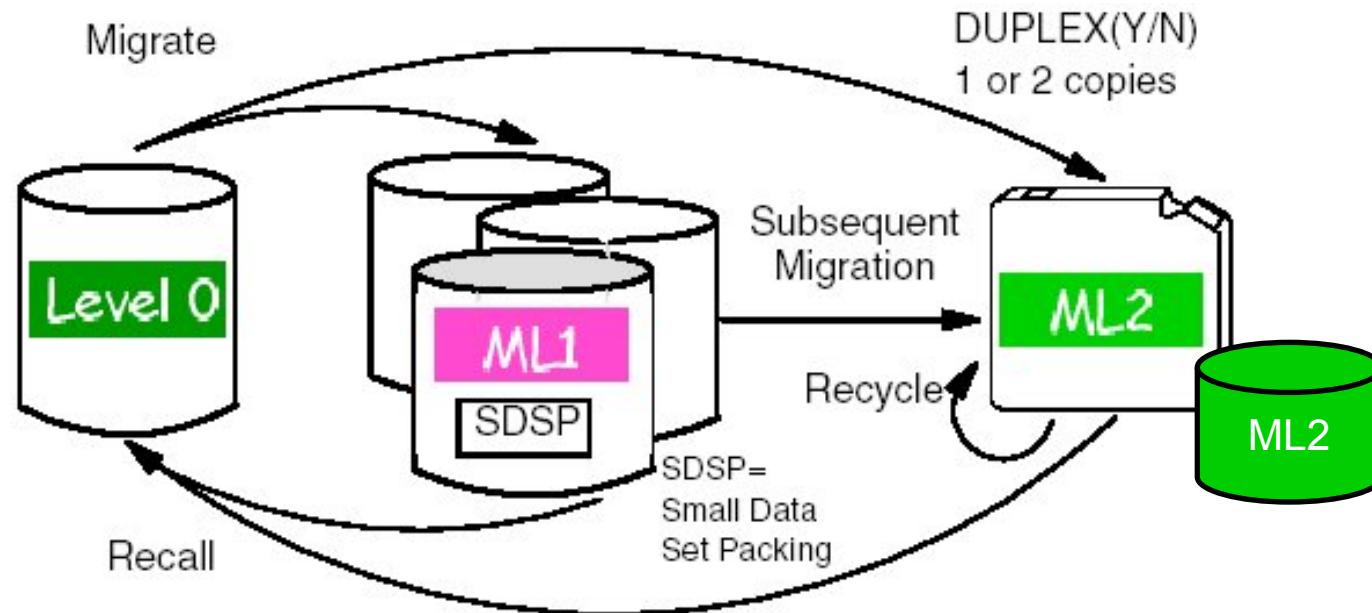 Migrate
DUPLEX(Y/N)
1 or 2 copies
Level 0
ML1
SDSP
Subsequent
Migration
ML2
Recycle
ML2
SDSP=
Small Data
Set Packing
Recall